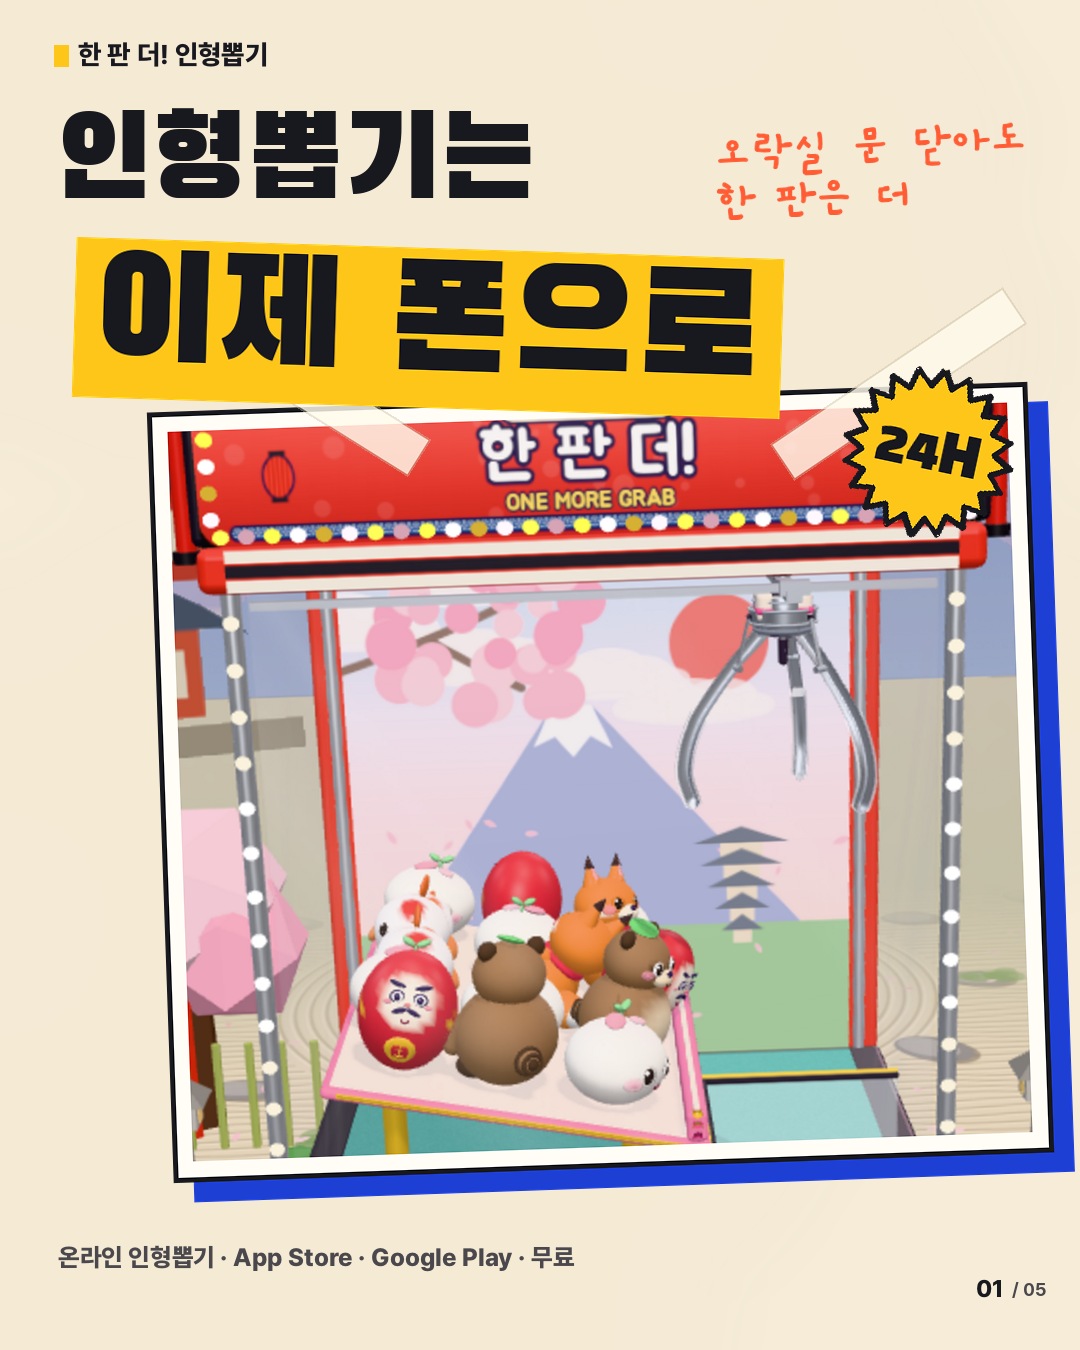 한 판 더! 인형뽑기
인형뽑기는
오락실 문 닫아도
한 판은 더
이제 폰으로
24H
한 판 더!
ONE MORE GRAB
온라인 인형뽑기 · App Store · Google Play · 무료
01 / 05